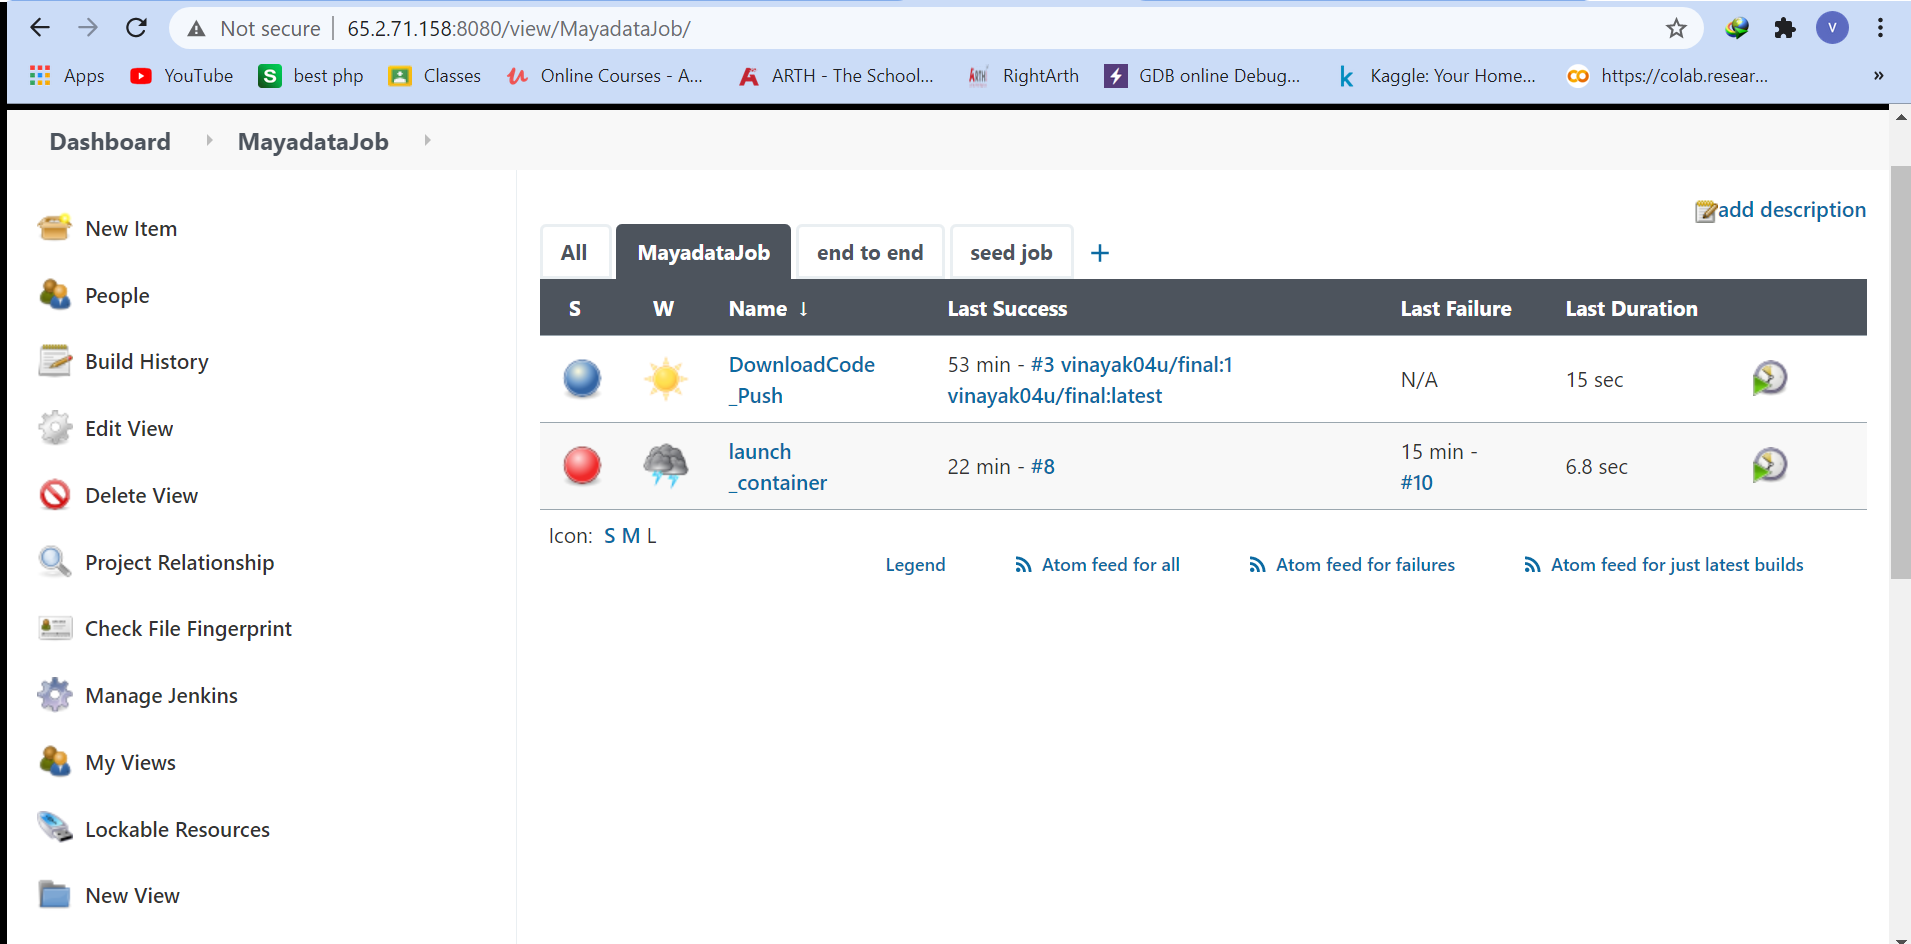 Not secure | 65.2.71.158:8080/view/MayadataJob/ V
Apps YouTube S best php Classes Online Courses - A... ARTH - The School... RightArth GDB online Debug... k Kaggle: Your Home... https://colab.resear... »
Dashboard MayadataJob
New Item
People
Build History
Edit View
Delete View
Project Relationship
Check File Fingerprint
Manage Jenkins
My Views
Lockable Resources
New View
add description
All MayadataJob end to end seed job +
S W Name ↓ Last Success Last Failure Last Duration
DownloadCode
_Push
53 min - #3 vinayak04u/final:1
vinayak04u/final:latest
N/A
15 sec
launch
_container
22 min - #8
15 min -
#10
6.8 sec
Icon: S M L
Legend Atom feed for all Atom feed for failures Atom feed for just latest builds